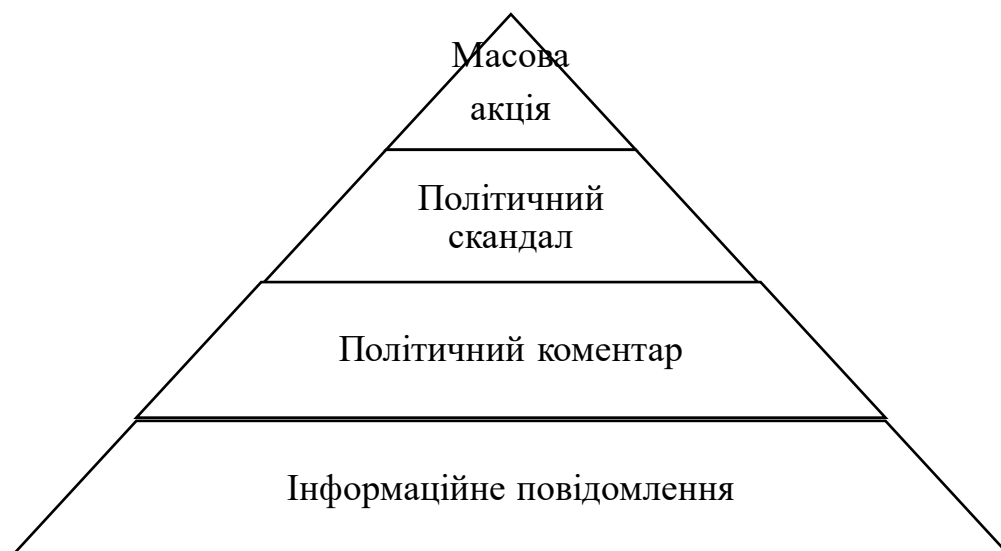 Масова
акція
Політичний
скандал
Політичний коментар
Інформаційне повідомлення